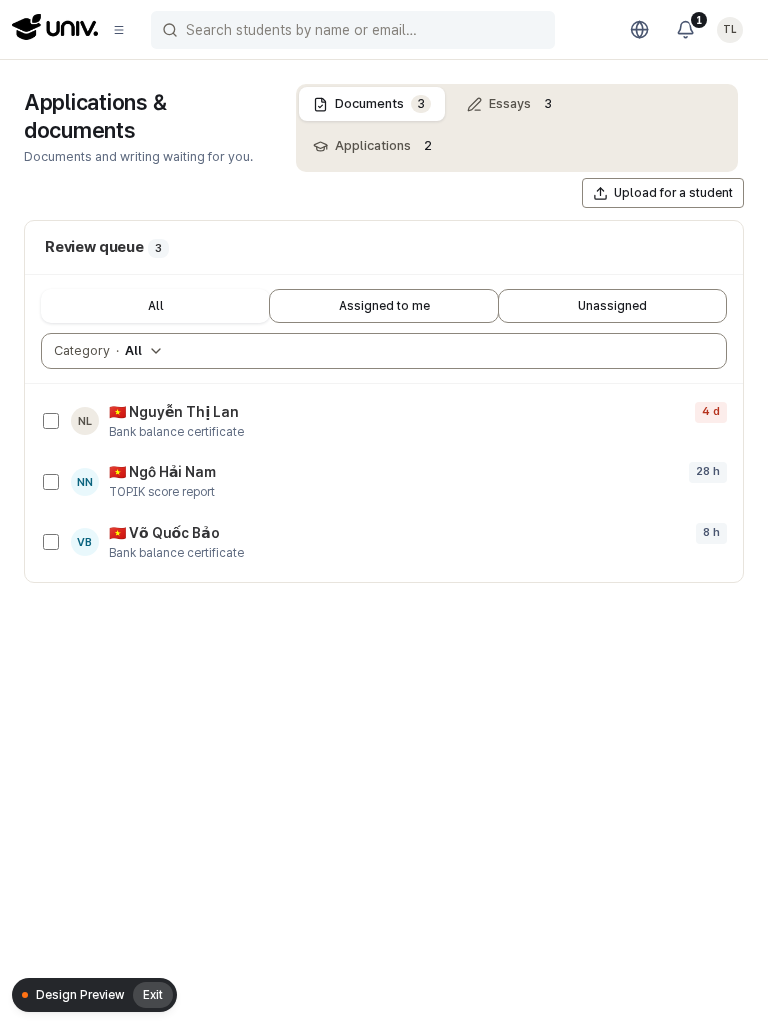 UNIV.
Search students by name or email...
1
TL
Applications &
documents
Documents and writing waiting for you.
Documents 3
Essays 3
Applications 2
Upload for a student
Review queue 3
All
Assigned to me
Unassigned
Category · All
NL
🇻🇳 Nguyễn Thị Lan
4 d
Bank balance certificate
NN
🇻🇳 Ngô Hải Nam
28 h
TOPIK score report
VB
🇻🇳 Võ Quốc Bảo
8 h
Bank balance certificate
Design Preview
Exit